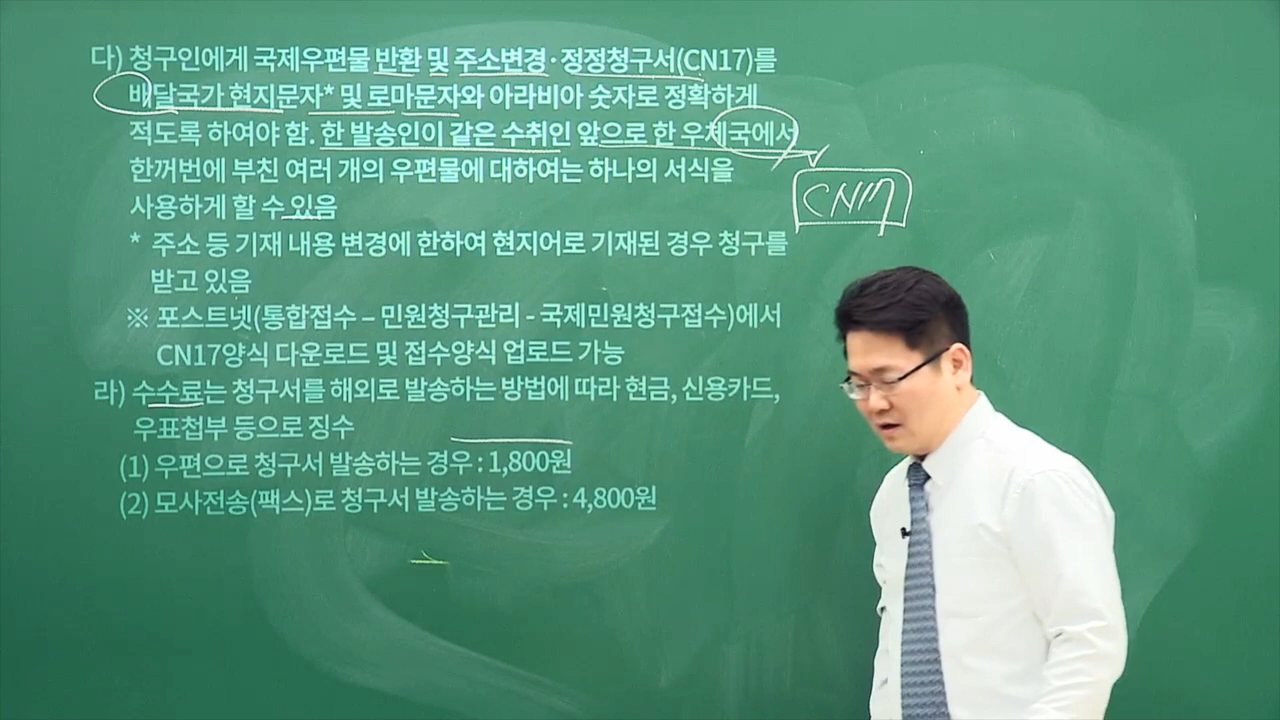 다) 청구인에게 국제우편물 반환 및 주소변경·정정청구서(CN17)를
배달국가 현지문자* 및 로마문자와 아라비아 숫자로 정확하게
적도록 하여야 함. 한 발송인이 같은 수취인 앞으로 한 우체국에서
한꺼번에 부친 여러 개의 우편물에 대하여는 하나의 서식을
사용하게 할 수 있음
CN17
* 주소 등 기재 내용 변경에 한하여 현지어로 기재된 경우 청구를
받고 있음
※ 포스트넷(통합접수 – 민원청구관리 - 국제민원청구접수)에서
CN17양식 다운로드 및 접수양식 업로드 가능
라) 수수료는 청구서를 해외로 발송하는 방법에 따라 현금, 신용카드,
우표첩부 등으로 징수
(1) 우편으로 청구서 발송하는 경우 : 1,800원
(2) 모사전송(팩스)로 청구서 발송하는 경우 : 4,800원